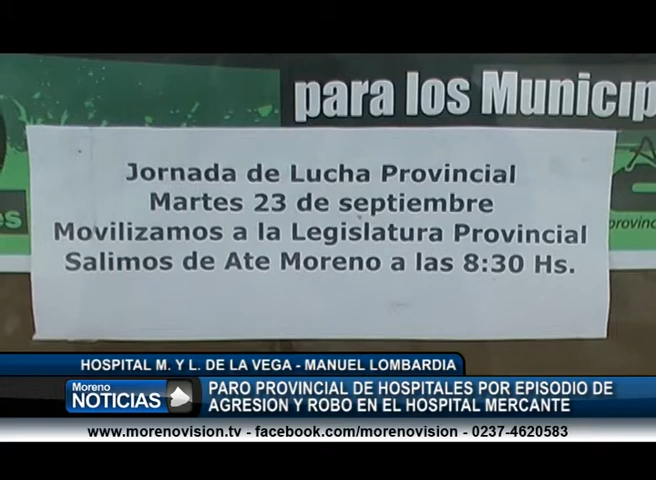 para los Municip
Jornada de Lucha Provincial
Martes 23 de septiembre
Movilizamos a la Legislatura Provincial
Salimos de Ate Moreno a las 8:30 Hs.
HOSPITAL M. Y L. DE LA VEGA - MANUEL LOMBARDIA
Moreno
NOTICIAS
PARO PROVINCIAL DE HOSPITALES POR EPISODIO DE
AGRESION Y ROBO EN EL HOSPITAL MERCANTE
www.morenovision.tv - facebook.com/morenovision - 0237-4620583